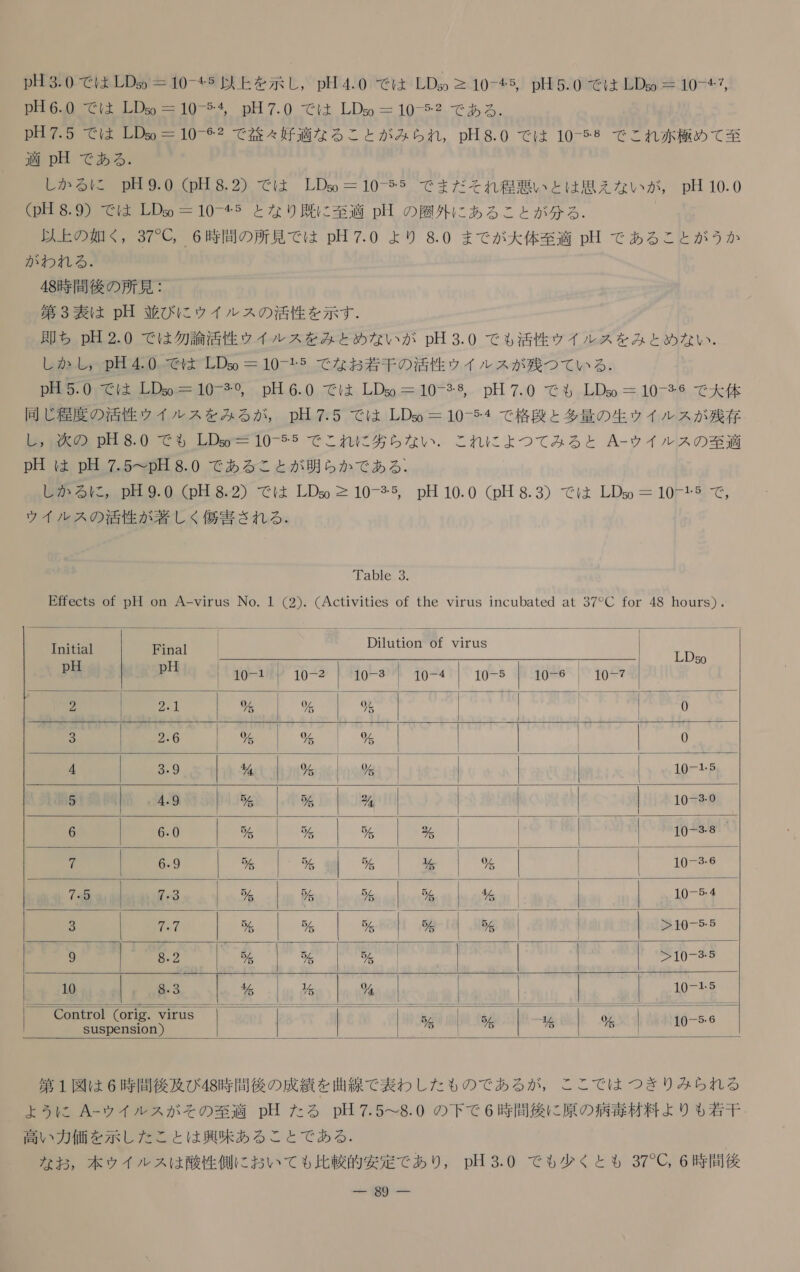 pH 3.0 では LD₅₀ = 10⁻⁴·⁵ 以上を示し, pH 4.0 では LD₅₀ ≥ 10⁻⁴·⁵, pH 5.0 では LD₅₀ = 10⁻⁴·⁷,
pH 6.0 では LD₅₀ = 10⁻⁵·⁴, pH 7.0 では LD₅₀ = 10⁻⁵·² である.
pH 7.5 では LD₅₀ = 10⁻⁶·² で益々好適なることがみられ, pH 8.0 では 10⁻⁵·⁸ でこれ亦極めて至
適 pH である.
しかるに pH 9.0 (pH 8.2) では LD₅₀ = 10⁻⁵·⁵ でまだそれ程悪いとは思えないが, pH 10.0
(pH 8.9) では LD₅₀ = 10⁻⁴·⁵ となり既に至適 pH の圏外にあることが分る.
以上の如く, 37°C, 6時間の所見では pH 7.0 より 8.0 までが大体至適 pH であることがうか
がわれる.
48時間後の所見:
第3表は pH 並びにウイルスの活性を示す.
即ち pH 2.0 では勿論活性ウイルスをみとめないが pH 3.0 でも活性ウイルスをみとめない.
しかし, pH 4.0 では LD₅₀ = 10⁻¹·⁵ でなお若干の活性ウイルスが残つている.
pH 5.0 では LD₅₀ = 10⁻³·⁰, pH 6.0 では LD₅₀ = 10⁻³·⁸, pH 7.0 でも LD₅₀ = 10⁻³·⁶ で大体
同じ程度の活性ウイルスをみるが, pH 7.5 では LD₅₀ = 10⁻⁵·⁴ で格段と多量の生ウイルスが残存
し, 次の pH 8.0 でも LD₅₀ = 10⁻⁵·⁵ でこれに劣らない. これによつてみると A-ウイルスの至適
pH は pH 7.5~pH 8.0 であることが明らかである.
しかるに, pH 9.0 (pH 8.2) では LD₅₀ ≥ 10⁻³·⁵, pH 10.0 (pH 8.3) では LD₅₀ = 10⁻¹·⁵ で,
ウイルスの活性が著しく傷害される.
Table 3.
Effects of pH on A-virus No. 1 (2). (Activities of the virus incubated at 37°C for 48 hours).
Initial pH | Final pH | Dilution of virus | LD₅₀
10-1 | 10-2 | 10-3 | 10-4 | 10-5 | 10-6 | 10-7
2 | 2.1 | 0/5 | 0/5 | 0/5 | | | | | 0
3 | 2.6 | 0/5 | 0/5 | 0/5 | | | | | 0
4 | 3.9 | 4/4 | 0/5 | 0/5 | | | | | 10-1.5
5 | 4.9 | 5/5 | 5/5 | 2/4 | | | | | 10-3.0
6 | 6.0 | 5/5 | 5/5 | 5/5 | 2/5 | | | | 10-3.8
7 | 6.9 | 5/5 | 5/5 | 5/5 | 1/5 | 0/5 | | | 10-3.6
7.5 | 7.3 | 5/5 | 5/5 | 5/5 | 5/5 | 4/5 | | | 10-5.4
3 | 7.7 | 5/5 | 5/5 | 5/5 | 5/5 | 5/5 | | | >10-5.5
9 | 8.2 | 5/5 | 5/5 | 5/5 | | | | | >10-3.5
10 | 8.3 | 4/5 | 1/5 | 0/4 | | | | | 10-1.5
Control (orig. virus suspension) | | | | 5/5 | 5/5 | 1/5 | 0/5 | 10-5.6
第1図は6時間後及び48時間後の成績を曲線で表わしたものであるが, ここではつきりみられる
ように A-ウイルスがその至適 pH たる pH 7.5~8.0 の下で6時間後に原の病毒材料よりも若干
高い力価を示したことは興味あることである.
なお, 本ウイルスは酸性側においても比較的安定であり, pH 3.0 でも少くとも 37°C, 6時間後
— 89 —